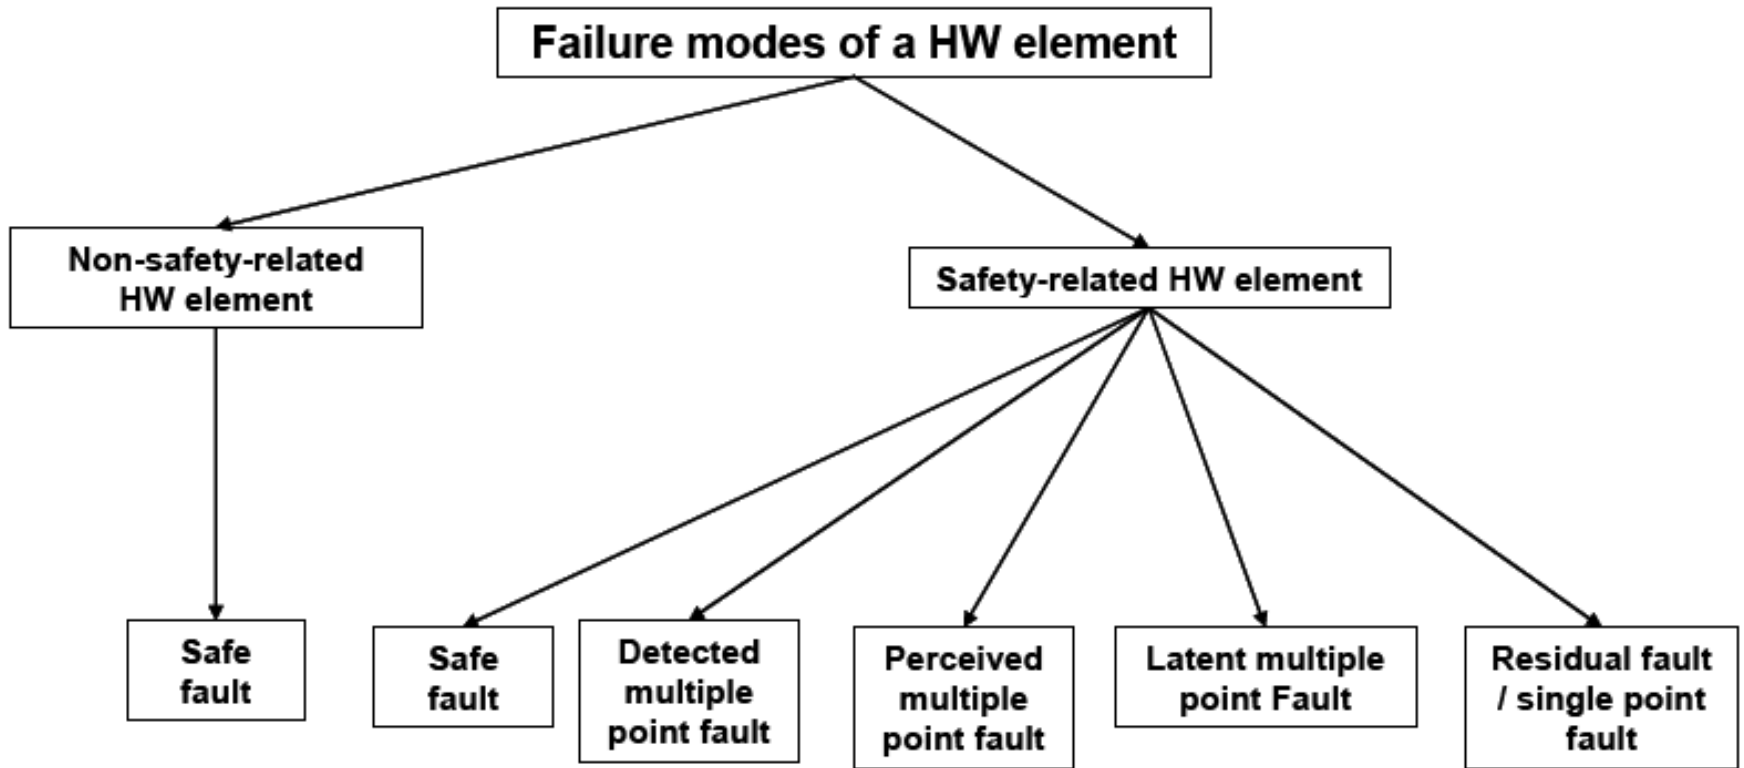 Failure modes of a HW element
Non-safety-related
HW element
Safety-related HW element
Safe
fault
Safe
fault
Detected
multiple
point fault
Perceived
multiple
point fault
Latent multiple
point Fault
Residual fault
/ single point
fault